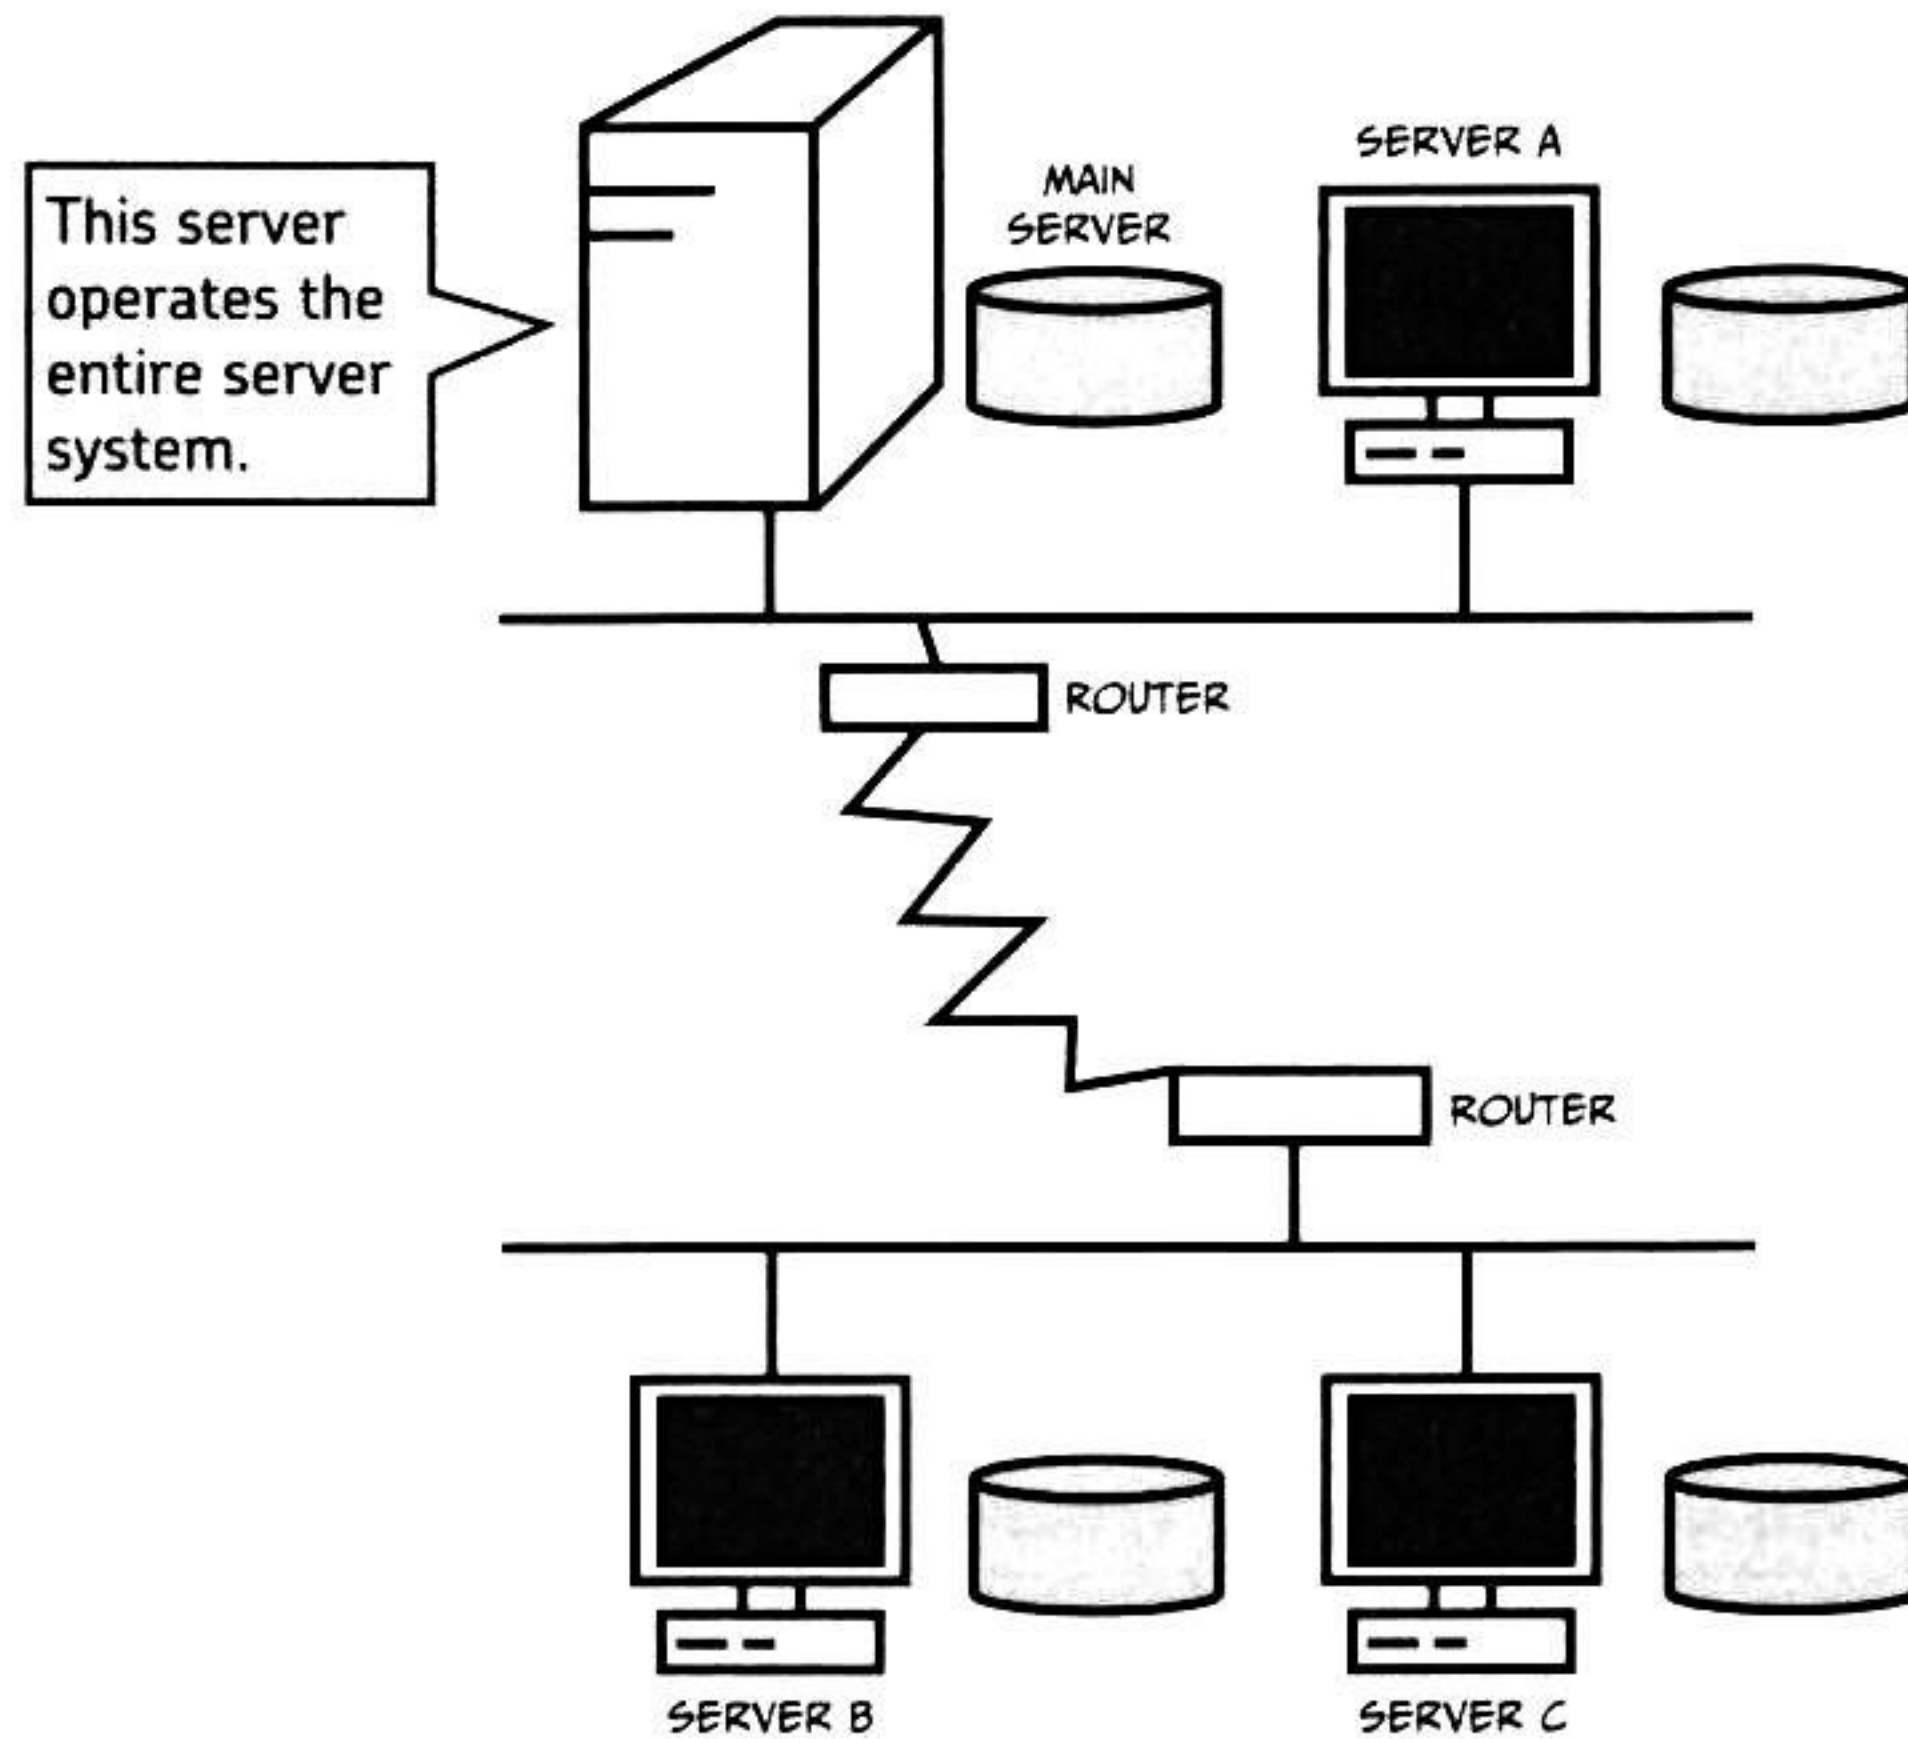 This server
operates the
entire server
system.
MAIN
SERVER
SERVER A
ROUTER
ROUTER
SERVER B
SERVER C